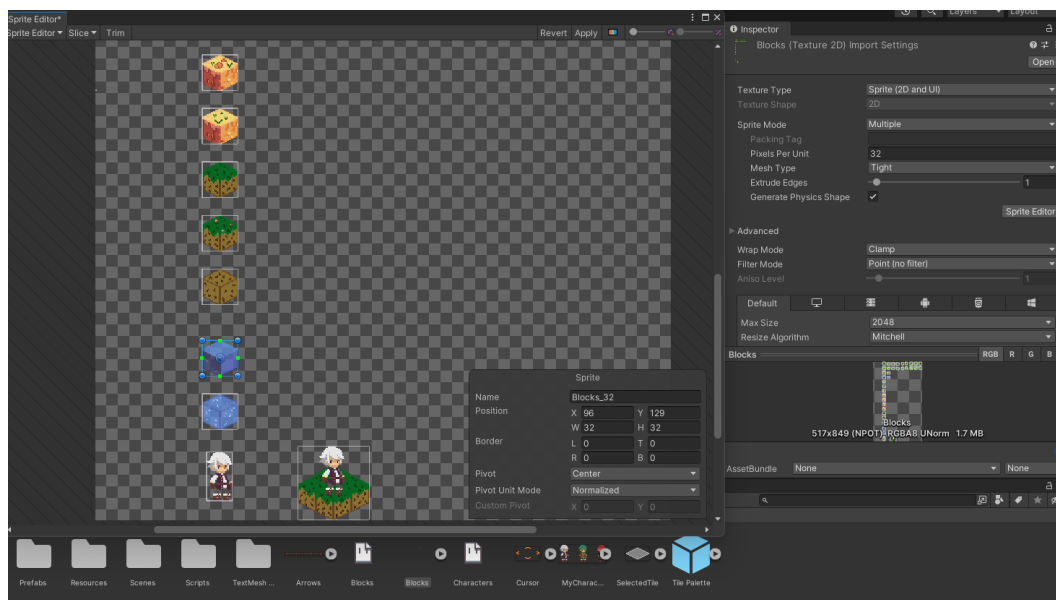 Sprite Editor*
Layers
Layout
Sprite Editor
Slice
Trim
Revert
Apply
Inspector
Blocks (Texture 2D) Import Settings
Open
Texture Type
Sprite (2D and UI)
Texture Shape
2D
Sprite Mode
Multiple
Packing Tag
Pixels Per Unit
32
Mesh Type
Tight
Extrude Edges
1
Generate Physics Shape
Sprite Editor
Advanced
Wrap Mode
Clamp
Filter Mode
Point (no filter)
Aniso Level
1
Default
Max Size
2048
Resize Algorithm
Mitchell
Blocks
RGB R G B
Blocks
517x849 (NPOT) RGBA8 UNorm 1.7 MB
AssetBundle
None
None
Sprite
Name
Blocks_32
Position
X 96
Y 129
W 32
H 32
Border
L 0
T 0
R 0
B 0
Pivot
Center
Pivot Unit Mode
Normalized
Custom Pivot
X 0
Y 0
Prefabs
Resources
Scenes
Scripts
TextMesh ...
Arrows
Blocks
Blocks
Characters
Cursor
MyCharac...
SelectedTile
Tile Palette